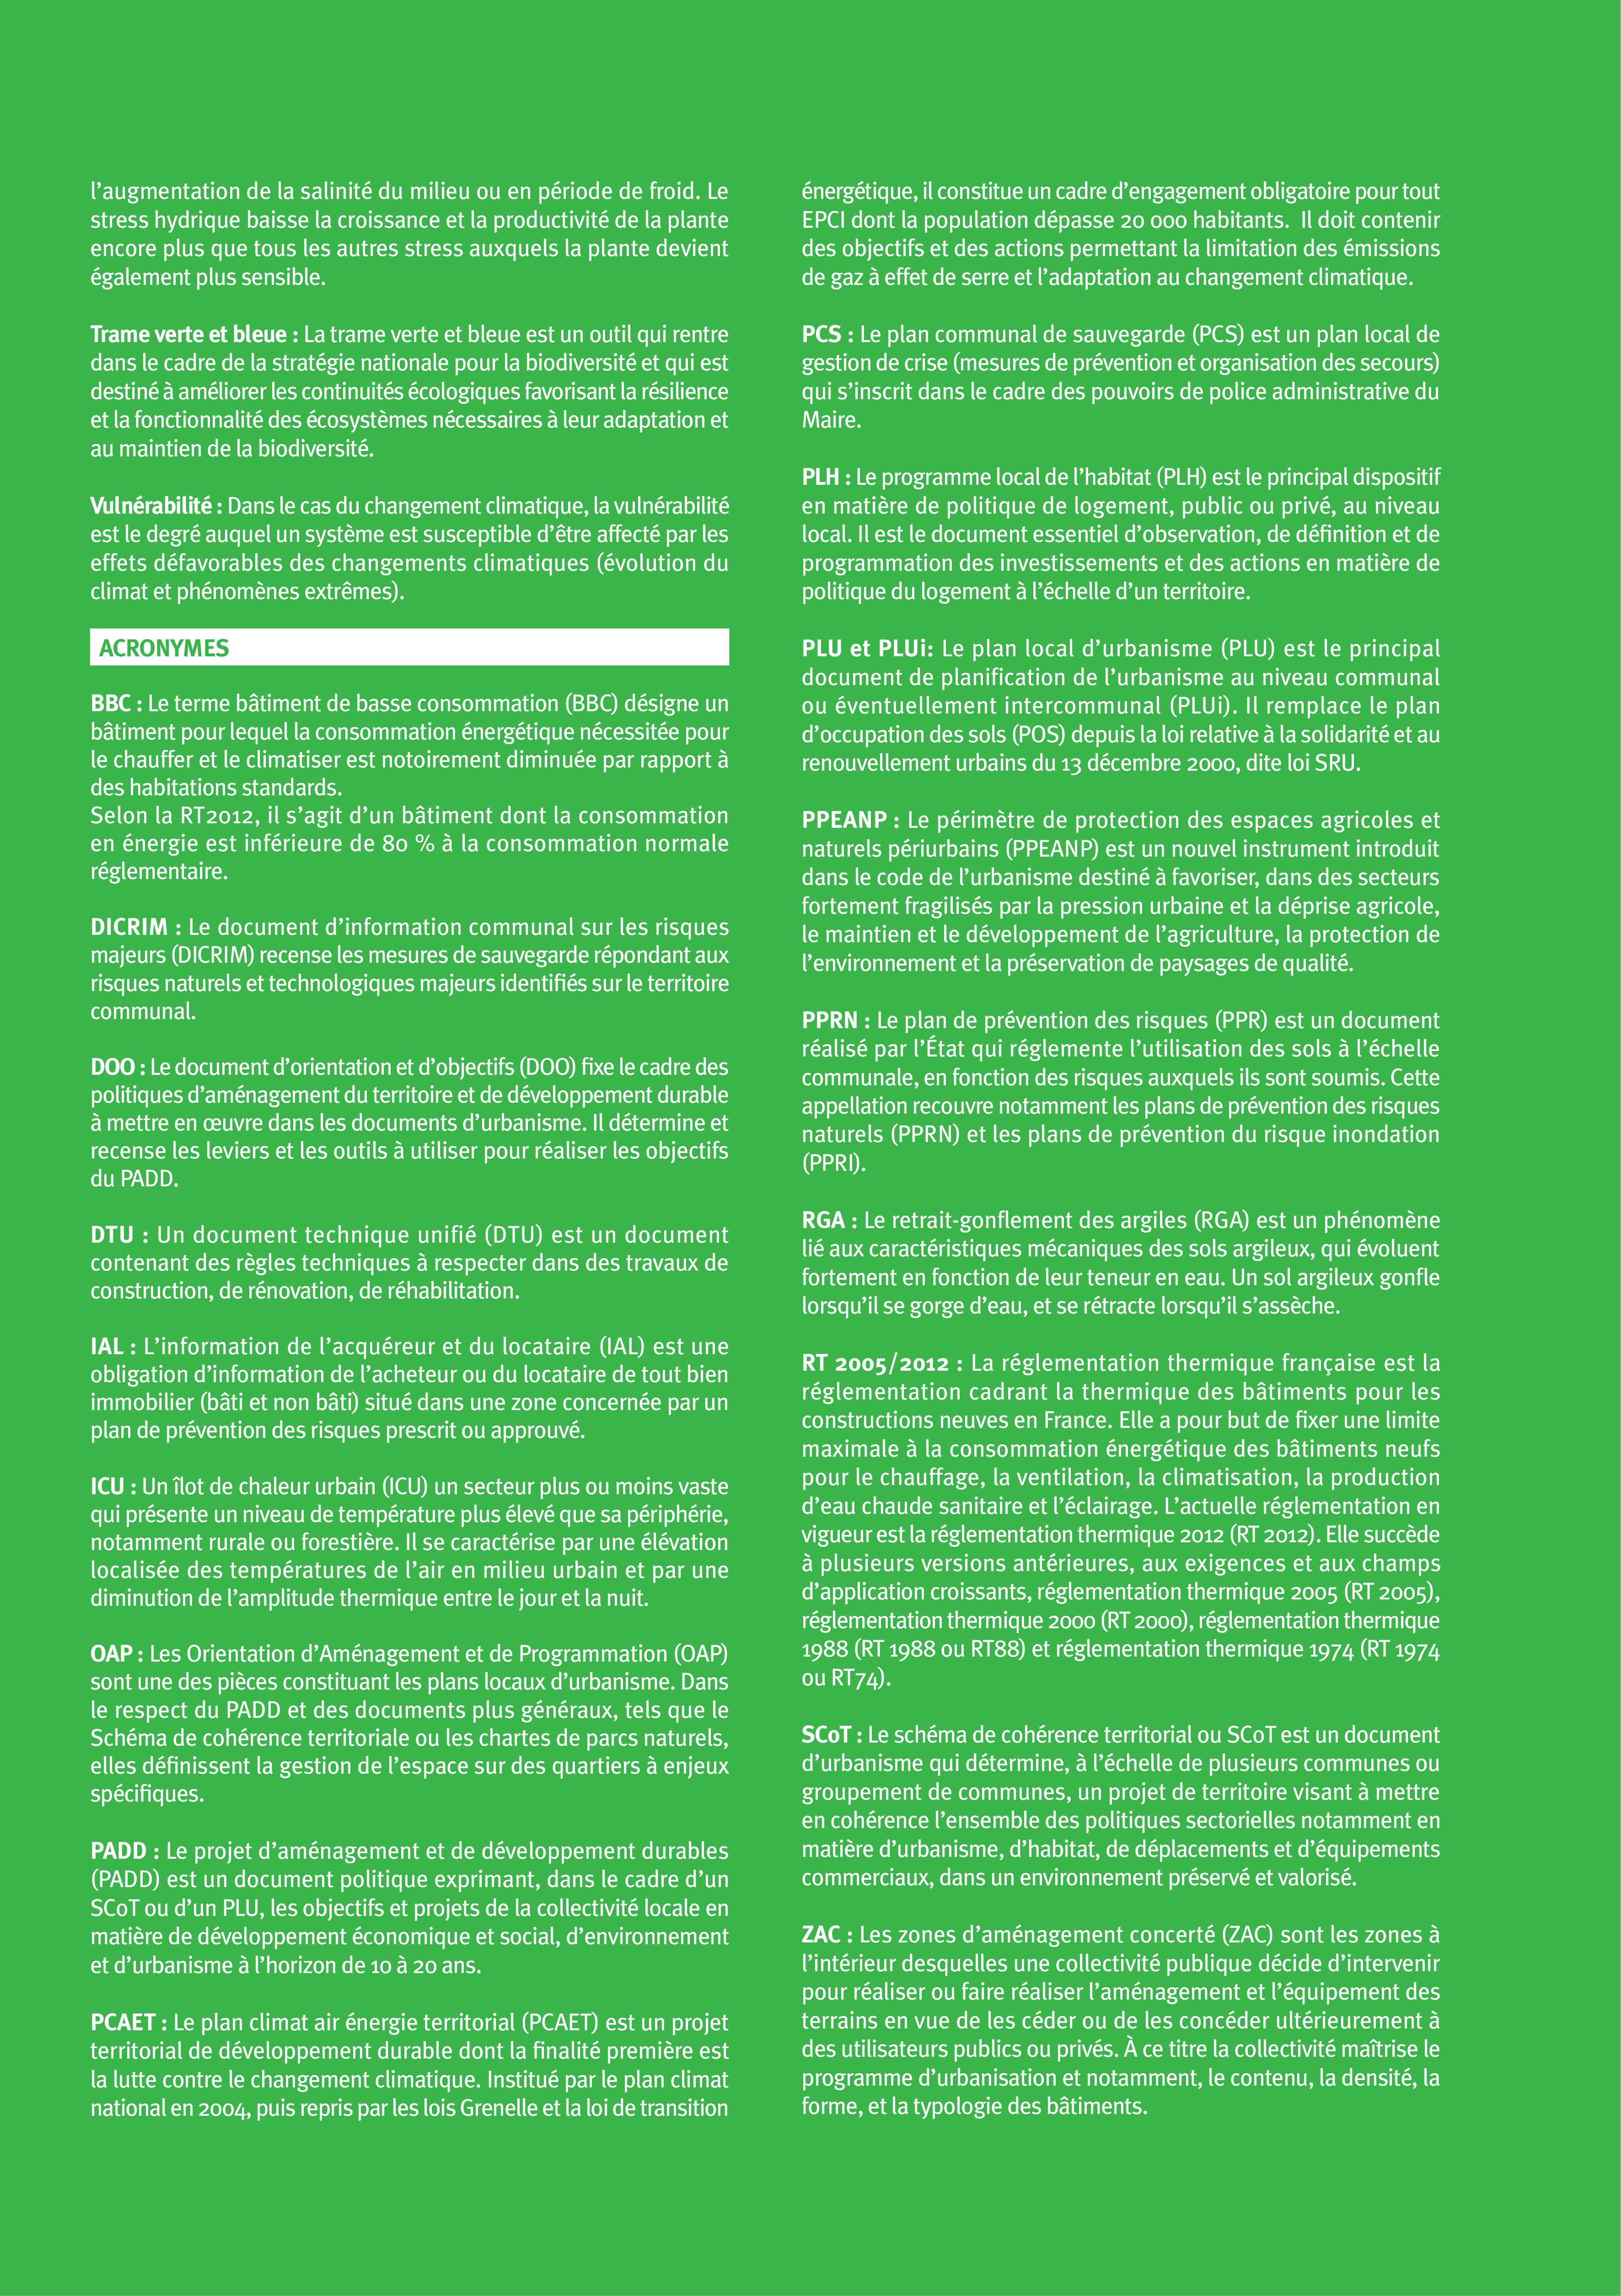 l’augmentation de la salinité du milieu ou en période de froid. Le
stress hydrique baisse la croissance et la productivité de la plante
encore plus que tous les autres stress auxquels la plante devient
également plus sensible.
Trame verte et bleue : La trame verte et bleue est un outil qui rentre
dans le cadre de la stratégie nationale pour la biodiversité et qui est
destiné à améliorer les continuités écologiques favorisant la résilience
et la fonctionnalité des écosystèmes nécessaires à leur adaptation et
au maintien de la biodiversité.
Vulnérabilité : Dans le cas du changement climatique, la vulnérabilité
est le degré auquel un système est susceptible d’être affecté par les
effets défavorables des changements climatiques (évolution du
climat et phénomènes extrêmes).
ACRONYMES
BBC : Le terme bâtiment de basse consommation (BBC) désigne un
bâtiment pour lequel la consommation énergétique nécessitée pour
le chauffer et le climatiser est notoirement diminuée par rapport à
des habitations standards.
Selon la RT2012, il s’agit d’un bâtiment dont la consommation
en énergie est inférieure de 80 % à la consommation normale
réglementaire.
DICRIM : Le document d’information communal sur les risques
majeurs (DICRIM) recense les mesures de sauvegarde répondant aux
risques naturels et technologiques majeurs identifiés sur le territoire
communal.
DOO : Le document d’orientation et d’objectifs (DOO) fixe le cadre des
politiques d’aménagement du territoire et de développement durable
à mettre en œuvre dans les documents d’urbanisme. Il détermine et
recense les leviers et les outils à utiliser pour réaliser les objectifs
du PADD.
DTU : Un document technique unifié (DTU) est un document
contenant des règles techniques à respecter dans des travaux de
construction, de rénovation, de réhabilitation.
IAL : L’information de l’acquéreur et du locataire (IAL) est une
obligation d’information de l’acheteur ou du locataire de tout bien
immobilier (bâti et non bâti) situé dans une zone concernée par un
plan de prévention des risques prescrit ou approuvé.
ICU : Un îlot de chaleur urbain (ICU) un secteur plus ou moins vaste
qui présente un niveau de température plus élevé que sa périphérie,
notamment rurale ou forestière. Il se caractérise par une élévation
localisée des températures de l’air en milieu urbain et par une
diminution de l’amplitude thermique entre le jour et la nuit.
OAP : Les Orientation d’Aménagement et de Programmation (OAP)
sont une des pièces constituant les plans locaux d’urbanisme. Dans
le respect du PADD et des documents plus généraux, tels que le
Schéma de cohérence territoriale ou les chartes de parcs naturels,
elles définissent la gestion de l’espace sur des quartiers à enjeux
spécifiques.
PADD : Le projet d’aménagement et de développement durables
(PADD) est un document politique exprimant, dans le cadre d’un
SCoT ou d’un PLU, les objectifs et projets de la collectivité locale en
matière de développement économique et social, d’environnement
et d’urbanisme à l’horizon de 10 à 20 ans.
PCAET : Le plan climat air énergie territorial (PCAET) est un projet
territorial de développement durable dont la finalité première est
la lutte contre le changement climatique. Institué par le plan climat
national en 2004, puis repris par les lois Grenelle et la loi de transition
énergétique, il constitue un cadre d’engagement obligatoire pour tout
EPCI dont la population dépasse 20 000 habitants. Il doit contenir
des objectifs et des actions permettant la limitation des émissions
de gaz à effet de serre et l’adaptation au changement climatique.
PCS : Le plan communal de sauvegarde (PCS) est un plan local de
gestion de crise (mesures de prévention et organisation des secours)
qui s’inscrit dans le cadre des pouvoirs de police administrative du
Maire.
PLH : Le programme local de l’habitat (PLH) est le principal dispositif
en matière de politique de logement, public ou privé, au niveau
local. Il est le document essentiel d’observation, de définition et de
programmation des investissements et des actions en matière de
politique du logement à l’échelle d’un territoire.
PLU et PLUi: Le plan local d’urbanisme (PLU) est le principal
document de planification de l’urbanisme au niveau communal
ou éventuellement intercommunal (PLUi). Il remplace le plan
d’occupation des sols (POS) depuis la loi relative à la solidarité et au
renouvellement urbains du 13 décembre 2000, dite loi SRU.
PPEANP : Le périmètre de protection des espaces agricoles et
naturels périurbains (PPEANP) est un nouvel instrument introduit
dans le code de l’urbanisme destiné à favoriser, dans des secteurs
fortement fragilisés par la pression urbaine et la déprise agricole,
le maintien et le développement de l’agriculture, la protection de
l’environnement et la préservation de paysages de qualité.
PPRN : Le plan de prévention des risques (PPR) est un document
réalisé par l’État qui réglemente l’utilisation des sols à l’échelle
communale, en fonction des risques auxquels ils sont soumis. Cette
appellation recouvre notamment les plans de prévention des risques
naturels (PPRN) et les plans de prévention du risque inondation
(PPRI).
RGA : Le retrait-gonflement des argiles (RGA) est un phénomène
lié aux caractéristiques mécaniques des sols argileux, qui évoluent
fortement en fonction de leur teneur en eau. Un sol argileux gonfle
lorsqu’il se gorge d’eau, et se rétracte lorsqu’il s’assèche.
RT 2005/2012 : La réglementation thermique française est la
réglementation cadrant la thermique des bâtiments pour les
constructions neuves en France. Elle a pour but de fixer une limite
maximale à la consommation énergétique des bâtiments neufs
pour le chauffage, la ventilation, la climatisation, la production
d’eau chaude sanitaire et l’éclairage. L’actuelle réglementation en
vigueur est la réglementation thermique 2012 (RT 2012). Elle succède
à plusieurs versions antérieures, aux exigences et aux champs
d’application croissants, réglementation thermique 2005 (RT 2005),
réglementation thermique 2000 (RT 2000), réglementation thermique
1988 (RT 1988 ou RT88) et réglementation thermique 1974 (RT 1974
ou RT74).
SCoT : Le schéma de cohérence territorial ou SCoT est un document
d’urbanisme qui détermine, à l’échelle de plusieurs communes ou
groupement de communes, un projet de territoire visant à mettre
en cohérence l’ensemble des politiques sectorielles notamment en
matière d’urbanisme, d’habitat, de déplacements et d’équipements
commerciaux, dans un environnement préservé et valorisé.
ZAC : Les zones d’aménagement concerté (ZAC) sont les zones à
l’intérieur desquelles une collectivité publique décide d’intervenir
pour réaliser ou faire réaliser l’aménagement et l’équipement des
terrains en vue de les céder ou de les concéder ultérieurement à
des utilisateurs publics ou privés. À ce titre la collectivité maîtrise le
programme d’urbanisation et notamment, le contenu, la densité, la
forme, et la typologie des bâtiments.